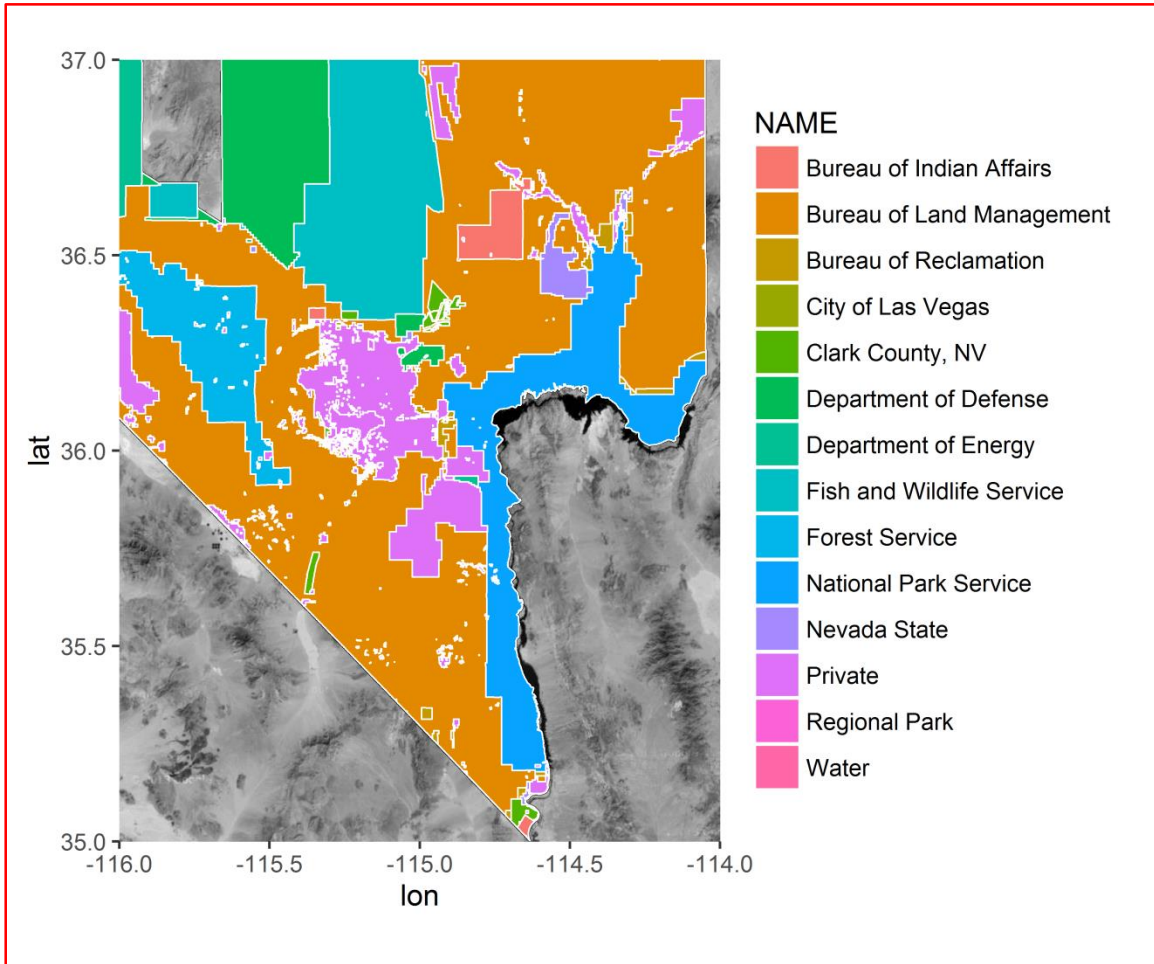 37.0
36.5
36.0
35.5
35.0
lat
-116.0
-115.5
-115.0
-114.5
-114.0
lon
NAME
Bureau of Indian Affairs
Bureau of Land Management
Bureau of Reclamation
City of Las Vegas
Clark County, NV
Department of Defense
Department of Energy
Fish and Wildlife Service
Forest Service
National Park Service
Nevada State
Private
Regional Park
Water